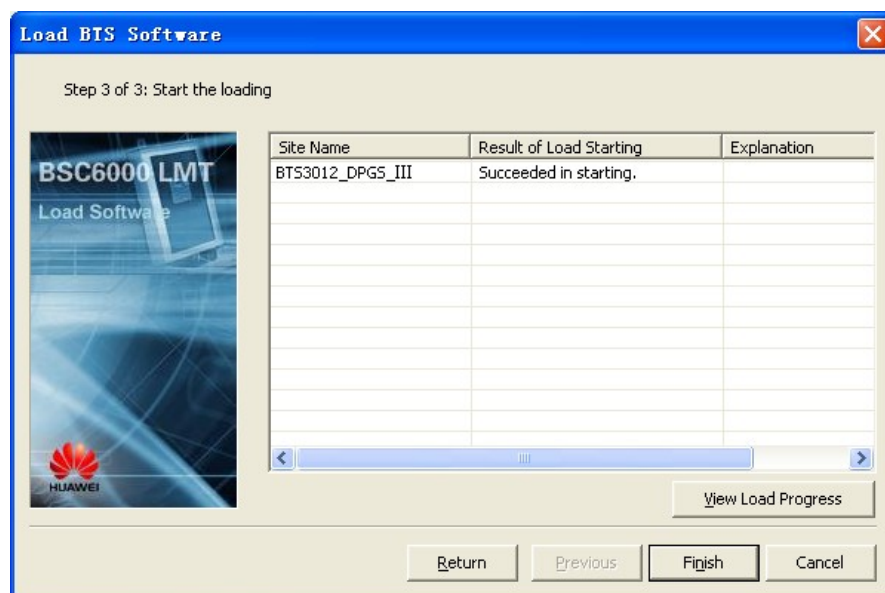 Load BTS Software
Step 3 of 3: Start the loading
BSC6000 LMT
Load Software
HUAWEI
Site Name Result of Load Starting Explanation
BTS3012_DPGS_III Succeeded in starting.
View Load Progress
Return Previous Finish Cancel